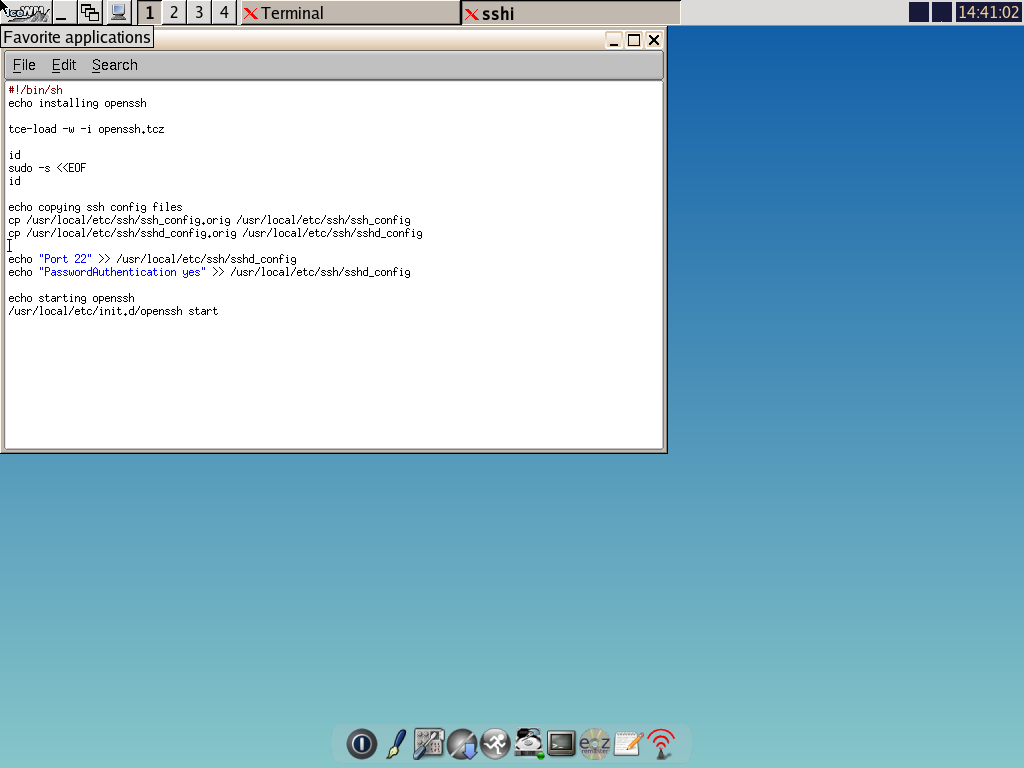 IceWM
1 2 3 4 Terminal sshi 14:41:02
Favorite applications
File Edit Search
#!/bin/sh
echo installing openssh
tce-load -w -i openssh.tcz
id
sudo -s <<EOF
id
echo copying ssh config files
cp /usr/local/etc/ssh/ssh_config.orig /usr/local/etc/ssh/ssh_config
cp /usr/local/etc/ssh/sshd_config.orig /usr/local/etc/ssh/sshd_config
echo "Port 22" >> /usr/local/etc/ssh/sshd_config
echo "PasswordAuthentication yes" >> /usr/local/etc/ssh/sshd_config
echo starting openssh
/usr/local/etc/init.d/openssh start
ezremaster